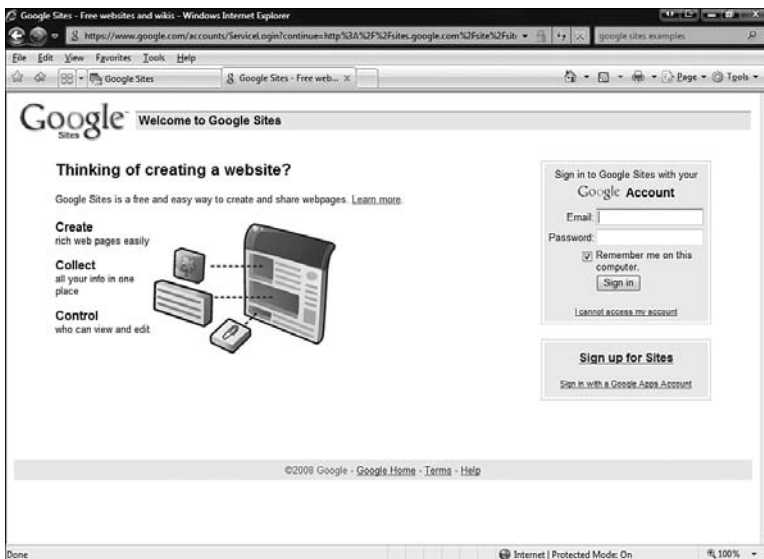 Google Sites - Free websites and wikis - Windows Internet Explorer
https://www.google.com/accounts/ServiceLogin?continue=http%3A%2F%2Fsites.google.com%2Fsite%2Fsit
google sites examples
File Edit View Favorites Tools Help
Google Sites
Google Sites - Free web...
Page Tools
Google Sites
Welcome to Google Sites
Thinking of creating a website?
Google Sites is a free and easy way to create and share webpages. Learn more.
Create
rich web pages easily
Collect
all your info in one
place
Control
who can view and edit
Sign in to Google Sites with your
Google Account
Email:
Password:
Remember me on this
computer.
Sign in
I cannot access my account
Sign up for Sites
Sign in with a Google Apps Account
©2008 Google - Google Home - Terms - Help
Done
Internet | Protected Mode: On
100%